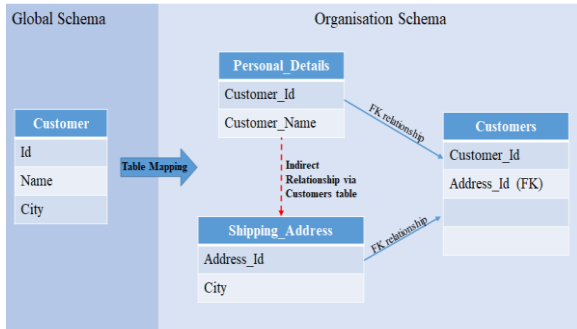 Global Schema
Organisation Schema
Customer
Id
Name
City
Table Mapping
Personal_Details
Customer_Id
Customer_Name
Indirect
Relationship via
Customers table
Shipping_Address
Address_Id
City
FK relationship
FK relationship
Customers
Customer_Id
Address_Id (FK)